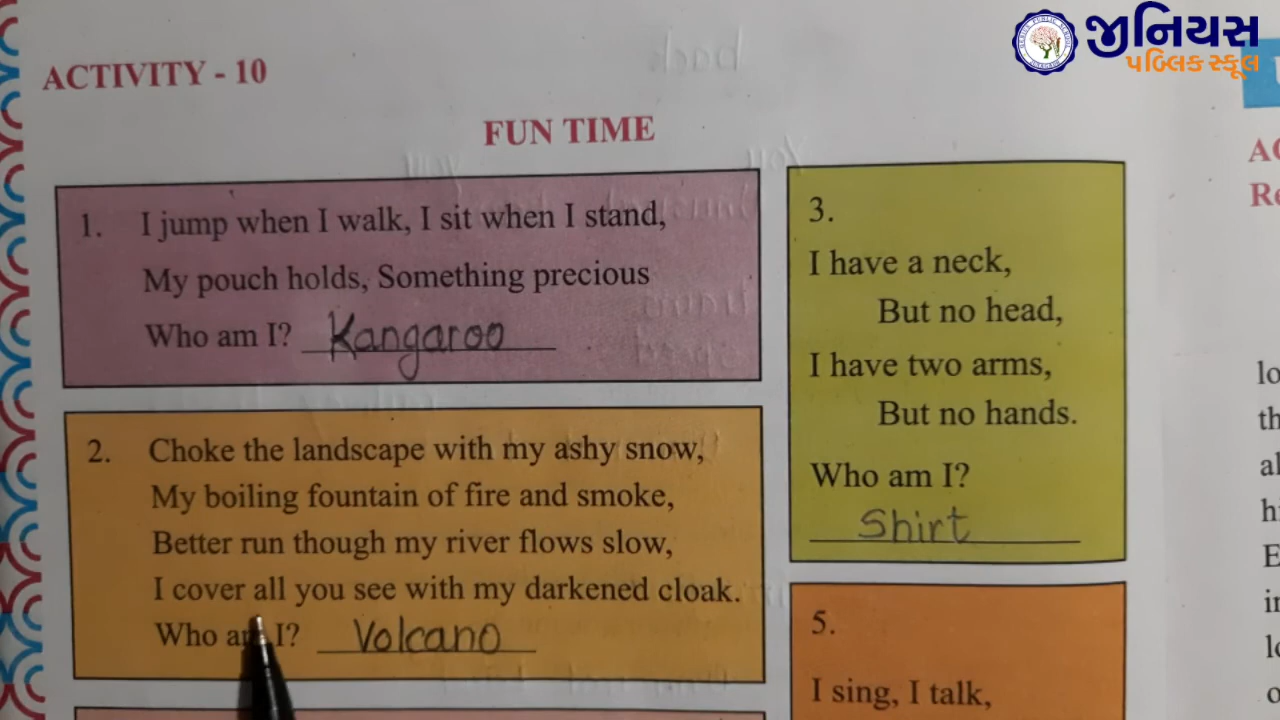 જીનિયસ
પબ્લિક સ્કૂલ
ACTIVITY - 10
FUN TIME
1. I jump when I walk, I sit when I stand,
My pouch holds, Something precious
Who am I? Kangaroo
2. Choke the landscape with my ashy snow,
My boiling fountain of fire and smoke,
Better run though my river flows slow,
I cover all you see with my darkened cloak.
Who am I? Volcano
3.
I have a neck,
But no head,
I have two arms,
But no hands.
Who am I?
Shirt
5.
I sing, I talk,